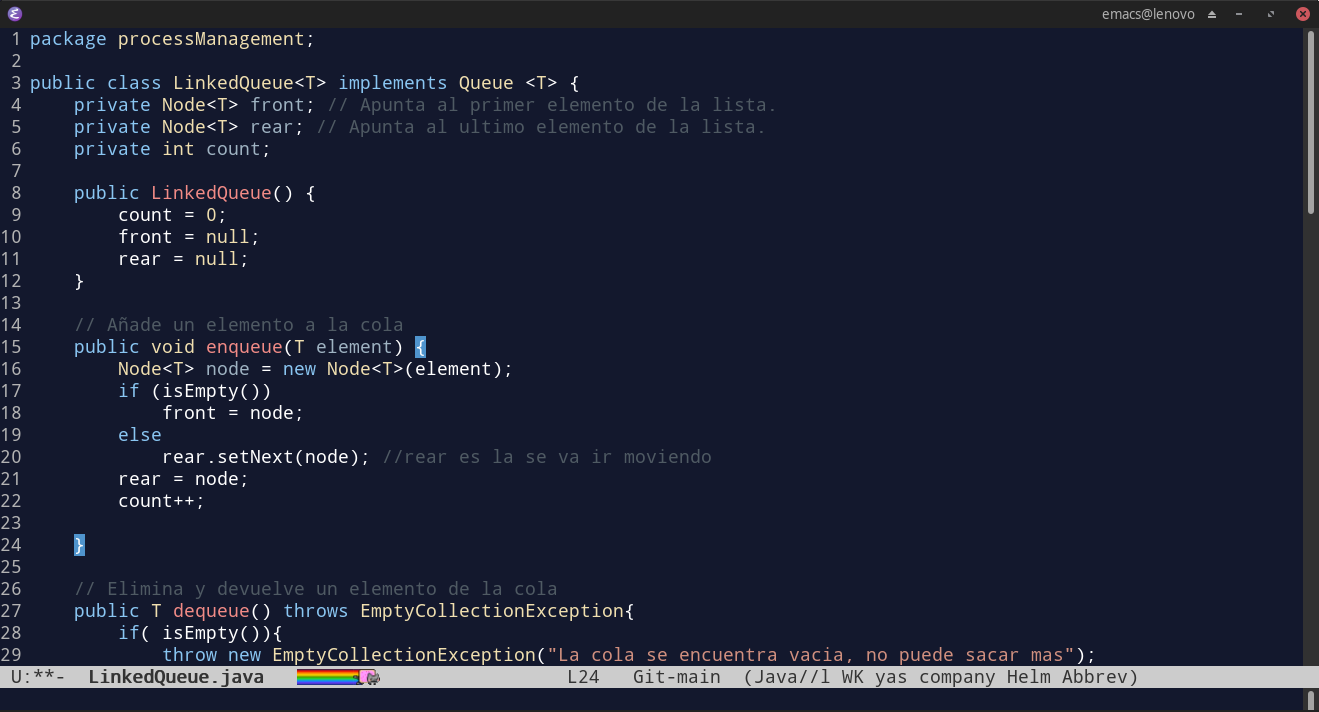 emacs@lenovo
1 package processManagement;
2
3 public class LinkedQueue<T> implements Queue <T> {
4     private Node<T> front; // Apunta al primer elemento de la lista.
5     private Node<T> rear; // Apunta al ultimo elemento de la lista.
6     private int count;
7
8     public LinkedQueue() {
9         count = 0;
10         front = null;
11         rear = null;
12     }
13
14     // Añade un elemento a la cola
15     public void enqueue(T element) {
16         Node<T> node = new Node<T>(element);
17         if (isEmpty())
18             front = node;
19         else
20             rear.setNext(node); //rear es la se va ir moviendo
21         rear = node;
22         count++;
23
24     }
25
26     // Elimina y devuelve un elemento de la cola
27     public T dequeue() throws EmptyCollectionException{
28         if( isEmpty()){
29             throw new EmptyCollectionException("La cola se encuentra vacia, no puede sacar mas");
U:**-  LinkedQueue.java   L24   Git-main  (Java//l WK yas company Helm Abbrev)